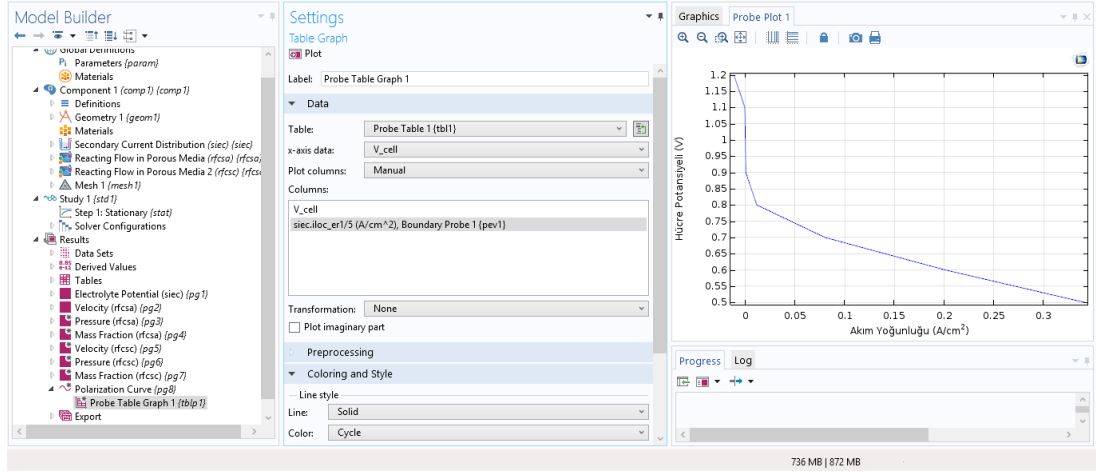 Model Builder
Global Definitions
Pi Parameters {param}
Materials
Component 1 (comp1) {comp1}
Definitions
Geometry 1 {geom1}
Materials
Secondary Current Distribution (siec) {siec}
Reacting Flow in Porous Media (rfcsa) {rfcsa}
Reacting Flow in Porous Media 2 (rfcsc) {rfcs
Mesh 1 {mesh1}
Study 1 {std1}
Step 1: Stationary {stat}
Solver Configurations
Results
Data Sets
Derived Values
Tables
Electrolyte Potential (siec) {pg1}
Velocity (rfcsa) {pg2}
Pressure (rfcsa) {pg3}
Mass Fraction (rfcsa) {pg4}
Velocity (rfcsc) {pg5}
Pressure (rfcsc) {pg6}
Mass Fraction (rfcsc) {pg7}
Polarization Curve {pg8}
Probe Table Graph 1 {tblp1}
Export
Settings
Table Graph
Plot
Label: Probe Table Graph 1
Data
Table: Probe Table 1 {tbl1}
x-axis data: V_cell
Plot columns: Manual
Columns:
V_cell
siec.iloc_er1/5 (A/cm^2), Boundary Probe 1 {pev1}
Transformation: None
Plot imaginary part
Preprocessing
Coloring and Style
Line style
Line: Solid
Color: Cycle
Graphics Probe Plot 1
1.2
1.1
1.05
1
0.95
0.9
0.85
0.8
0.75
0.7
0.65
0.6
0.55
0.5
Hücre Potansiyeli (V)
0 0.05 0.1 0.15 0.2 0.25 0.3
Akım Yoğunluğu (A/cm²)
Progress Log
736 MB | 872 MB